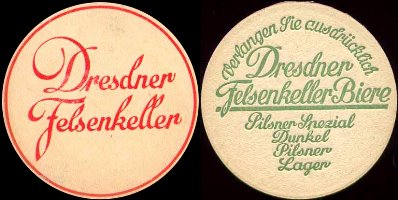 Dresdner
Felsenkeller
Verlangen Sie ausdrücklich
Dresdner
Felsenkeller-Biere
Pilsner Spezial
Dunkel
Pilsner
Lager